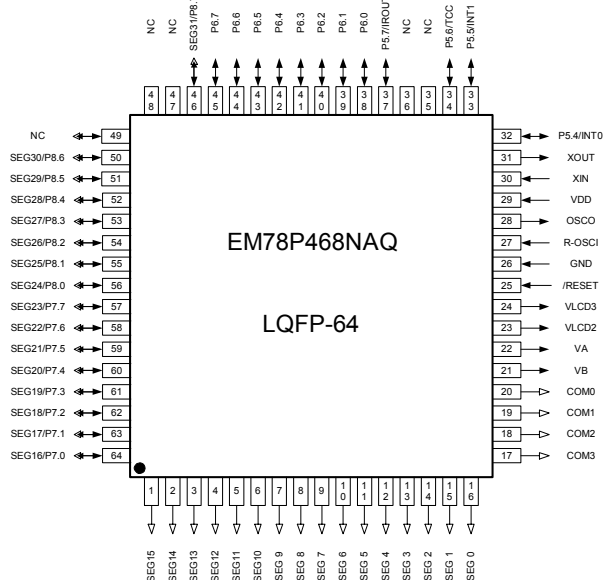 NC
NC
SEG31/P8.
P6.7
P6.6
P6.5
P6.4
P6.3
P6.2
P6.1
P6.0
P5.7/IROUT
NC
NC
P5.6/TCC
P5.5/INT1
48
47
46
45
44
43
42
41
40
39
38
37
36
35
34
33
NC 49
SEG30/P8.6 50
SEG29/P8.5 51
SEG28/P8.4 52
SEG27/P8.3 53
SEG26/P8.2 54
SEG25/P8.1 55
SEG24/P8.0 56
SEG23/P7.7 57
SEG22/P7.6 58
SEG21/P7.5 59
SEG20/P7.4 60
SEG19/P7.3 61
SEG18/P7.2 62
SEG17/P7.1 63
SEG16/P7.0 64
EM78P468NAQ
LQFP-64
32 P5.4/INT0
31 XOUT
30 XIN
29 VDD
28 OSCO
27 R-OSCI
26 GND
25 /RESET
24 VLCD3
23 VLCD2
22 VA
21 VB
20 COM0
19 COM1
18 COM2
17 COM3
1
2
3
4
5
6
7
8
9
10
11
12
13
14
15
16
SEG15
SEG14
SEG13
SEG12
SEG11
SEG10
SEG 9
SEG 8
SEG 7
SEG 6
SEG 5
SEG 4
SEG 3
SEG 2
SEG 1
SEG 0